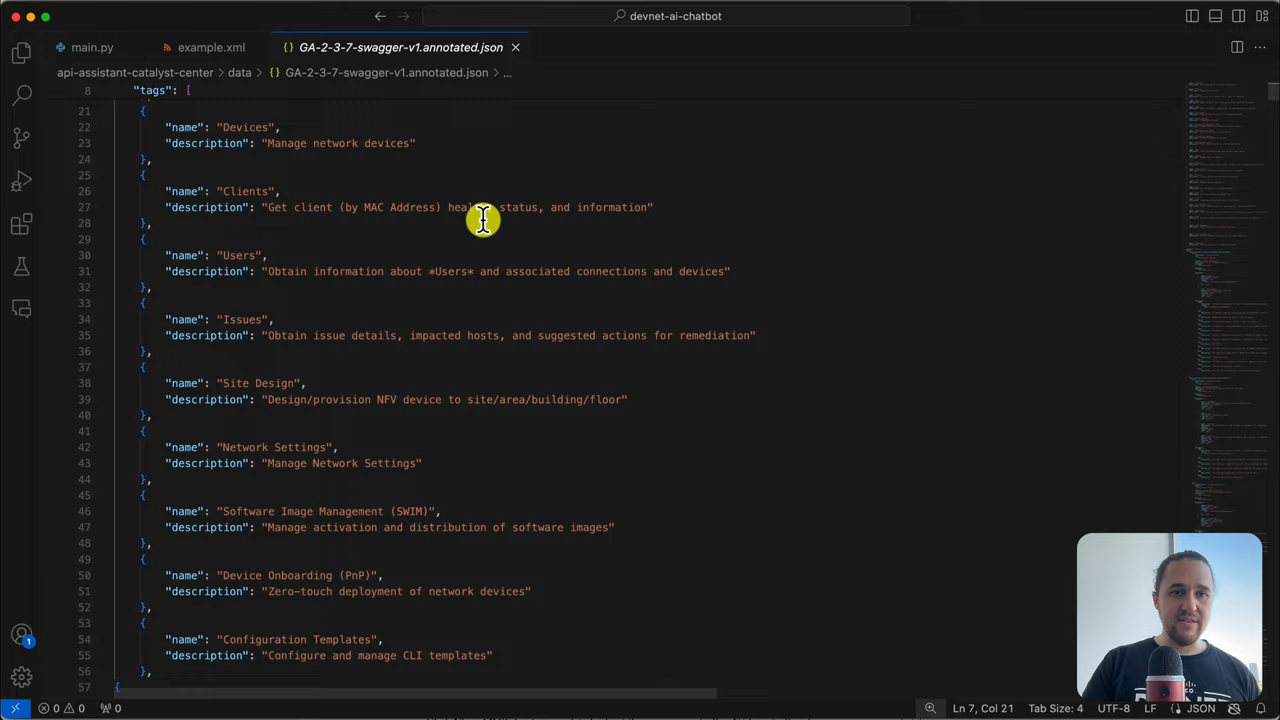 devnet-ai-chatbot
main.py
example.xml
{} GA-2-3-7-swagger-v1.annotated.json
api-assistant-catalyst-center > data > {} GA-2-3-7-swagger-v1.annotated.json > ...
8 "tags": [
21 {
22 "name": "Devices",
23 "description": "Manage network devices"
24 },
25 {
26 "name": "Clients",
27 "description": "Get client (by MAC Address) status, and information"
28 },
29 {
30 "name": "Users",
31 "description": "Obtain information about *Users* and associated connections and devices"
32 },
33 {
34 "name": "Issues",
35 "description": "Obtain issue details, impacted hosts, and suggested actions for remediation"
36 },
37 {
38 "name": "Site Design",
39 "description": "Design/provision NFV device to site/area/building/floor"
40 },
41 {
42 "name": "Network Settings",
43 "description": "Manage Network Settings"
44 },
45 {
46 "name": "Software Image Management (SWIM)",
47 "description": "Manage activation and distribution of software images"
48 },
49 {
50 "name": "Device Onboarding (PnP)",
51 "description": "Zero-touch deployment of network devices"
52 },
53 {
54 "name": "Configuration Templates",
55 "description": "Configure and manage CLI templates"
56 },
57 {
1
0 0 0
Ln 7, Col 21 Tab Size: 4 UTF-8 LF {} JSON